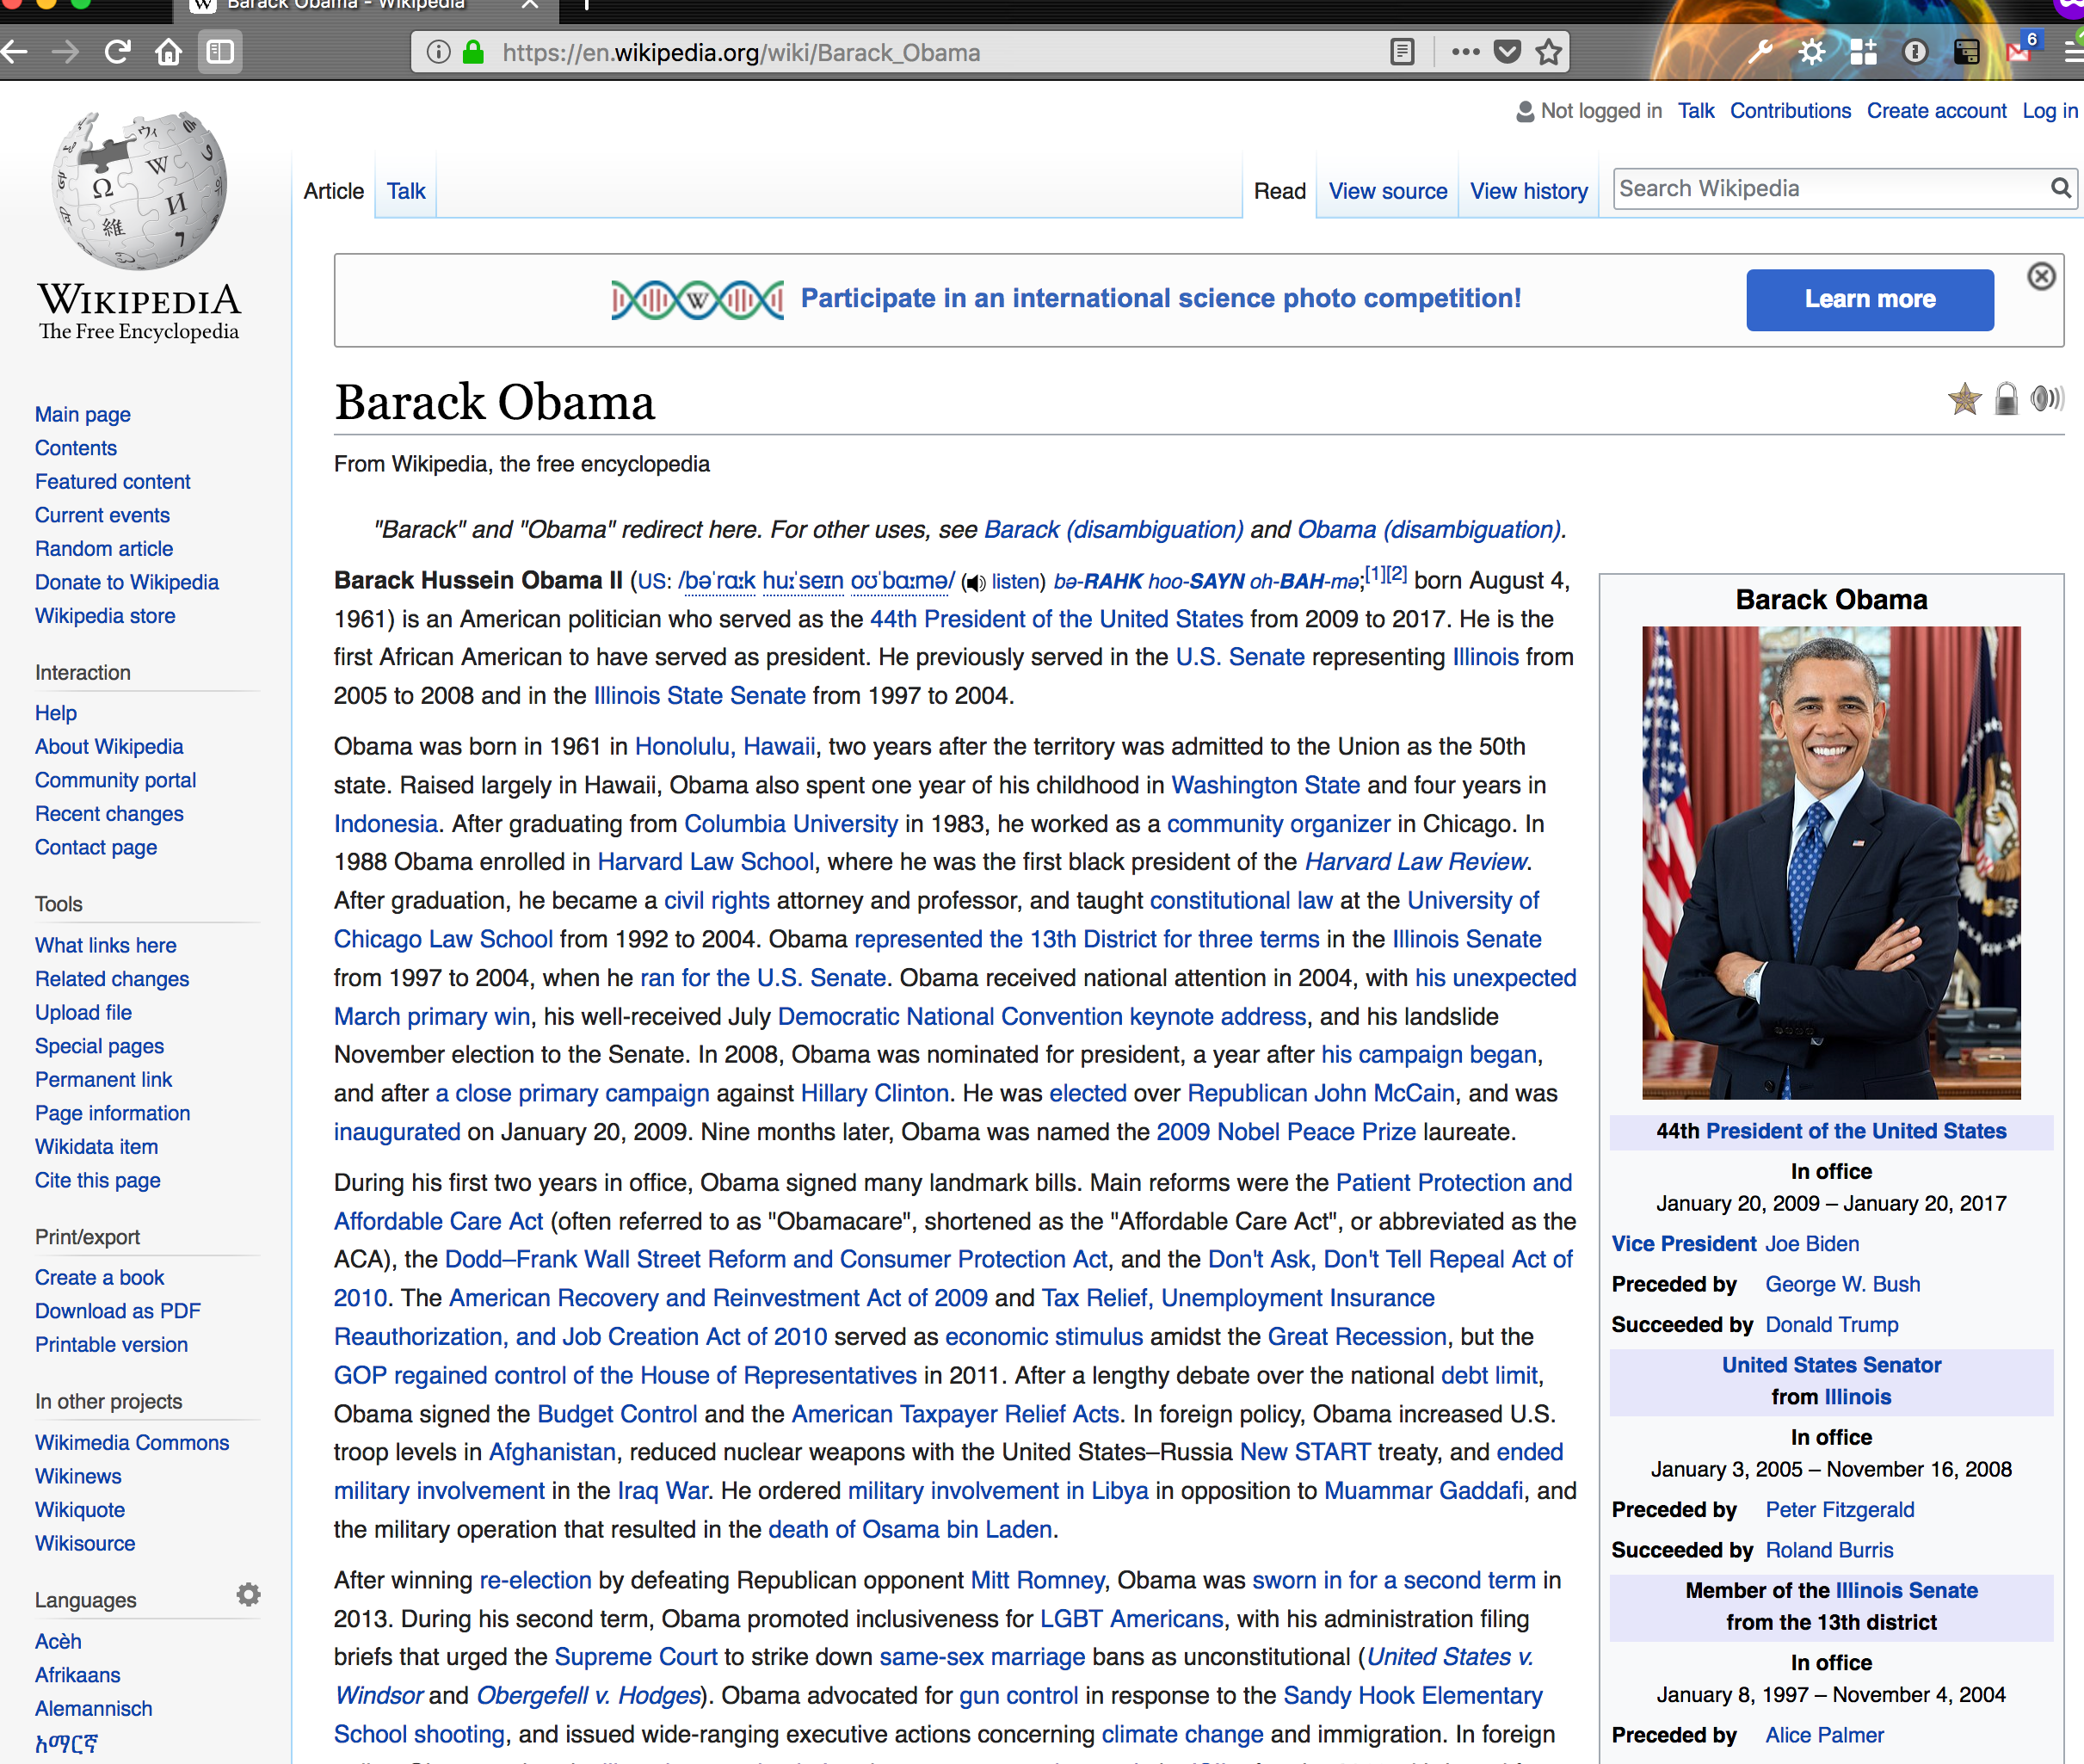 Barack Obama - Wikipedia
https://en.wikipedia.org/wiki/Barack_Obama
6
Not logged in Talk Contributions Create account Log in
Article Talk
Read View source View history Search Wikipedia
WIKIPEDIA
The Free Encyclopedia
Main page
Contents
Featured content
Current events
Random article
Donate to Wikipedia
Wikipedia store
Interaction
Help
About Wikipedia
Community portal
Recent changes
Contact page
Tools
What links here
Related changes
Upload file
Special pages
Permanent link
Page information
Wikidata item
Cite this page
Print/export
Create a book
Download as PDF
Printable version
In other projects
Wikimedia Commons
Wikinews
Wikiquote
Wikisource
Languages
Acèh
Afrikaans
Alemannisch
አማርኛ
Participate in an international science photo competition!
Learn more
Barack Obama
From Wikipedia, the free encyclopedia
"Barack" and "Obama" redirect here. For other uses, see Barack (disambiguation) and Obama (disambiguation).
Barack Hussein Obama II (US: /bəˈrɑːk huːˈseɪn oʊˈbɑːmə/ (listen) bə-RAHK hoo-SAYN oh-BAH-mə;[1][2] born August 4,
1961) is an American politician who served as the 44th President of the United States from 2009 to 2017. He is the
first African American to have served as president. He previously served in the U.S. Senate representing Illinois from
2005 to 2008 and in the Illinois State Senate from 1997 to 2004.
Obama was born in 1961 in Honolulu, Hawaii, two years after the territory was admitted to the Union as the 50th
state. Raised largely in Hawaii, Obama also spent one year of his childhood in Washington State and four years in
Indonesia. After graduating from Columbia University in 1983, he worked as a community organizer in Chicago. In
1988 Obama enrolled in Harvard Law School, where he was the first black president of the Harvard Law Review.
After graduation, he became a civil rights attorney and professor, and taught constitutional law at the University of
Chicago Law School from 1992 to 2004. Obama represented the 13th District for three terms in the Illinois Senate
from 1997 to 2004, when he ran for the U.S. Senate. Obama received national attention in 2004, with his unexpected
March primary win, his well-received July Democratic National Convention keynote address, and his landslide
November election to the Senate. In 2008, Obama was nominated for president, a year after his campaign began,
and after a close primary campaign against Hillary Clinton. He was elected over Republican John McCain, and was
inaugurated on January 20, 2009. Nine months later, Obama was named the 2009 Nobel Peace Prize laureate.
During his first two years in office, Obama signed many landmark bills. Main reforms were the Patient Protection and
Affordable Care Act (often referred to as "Obamacare", shortened as the "Affordable Care Act", or abbreviated as the
ACA), the Dodd–Frank Wall Street Reform and Consumer Protection Act, and the Don't Ask, Don't Tell Repeal Act of
2010. The American Recovery and Reinvestment Act of 2009 and Tax Relief, Unemployment Insurance
Reauthorization, and Job Creation Act of 2010 served as economic stimulus amidst the Great Recession, but the
GOP regained control of the House of Representatives in 2011. After a lengthy debate over the national debt limit,
Obama signed the Budget Control and the American Taxpayer Relief Acts. In foreign policy, Obama increased U.S.
troop levels in Afghanistan, reduced nuclear weapons with the United States–Russia New START treaty, and ended
military involvement in the Iraq War. He ordered military involvement in Libya in opposition to Muammar Gaddafi, and
the military operation that resulted in the death of Osama bin Laden.
After winning re-election by defeating Republican opponent Mitt Romney, Obama was sworn in for a second term in
2013. During his second term, Obama promoted inclusiveness for LGBT Americans, with his administration filing
briefs that urged the Supreme Court to strike down same-sex marriage bans as unconstitutional (United States v.
Windsor and Obergefell v. Hodges). Obama advocated for gun control in response to the Sandy Hook Elementary
School shooting, and issued wide-ranging executive actions concerning climate change and immigration. In foreign
Barack Obama
44th President of the United States
In office
January 20, 2009 – January 20, 2017
Vice President Joe Biden
Preceded by George W. Bush
Succeeded by Donald Trump
United States Senator
from Illinois
In office
January 3, 2005 – November 16, 2008
Preceded by Peter Fitzgerald
Succeeded by Roland Burris
Member of the Illinois Senate
from the 13th district
In office
January 8, 1997 – November 4, 2004
Preceded by Alice Palmer